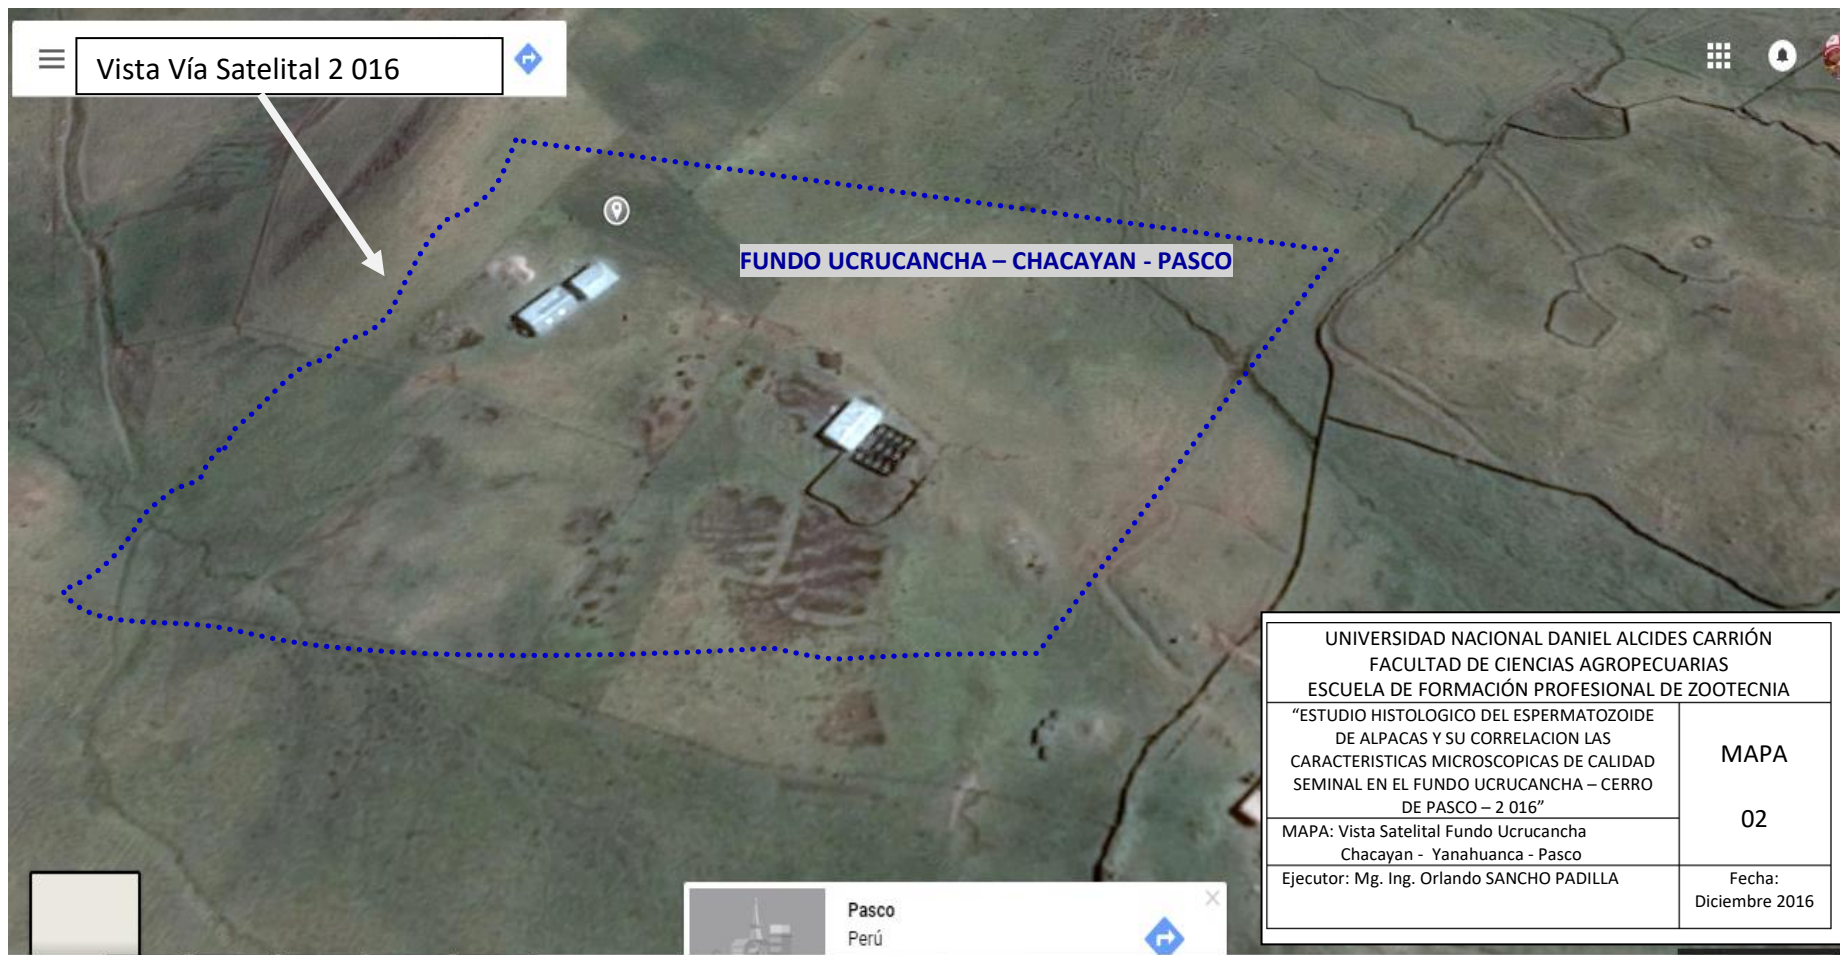 Vista Vía Satelital 2 016
FUNDO UCRUCANCHA – CHACAYAN - PASCO
UNIVERSIDAD NACIONAL DANIEL ALCIDES CARRIÓN
FACULTAD DE CIENCIAS AGROPECUARIAS
ESCUELA DE FORMACIÓN PROFESIONAL DE ZOOTECNIA
“ESTUDIO HISTOLOGICO DEL ESPERMATOZOIDE
DE ALPACAS Y SU CORRELACION LAS
CARACTERISTICAS MICROSCOPICAS DE CALIDAD
SEMINAL EN EL FUNDO UCRUCANCHA – CERRO
DE PASCO – 2 016”
MAPA
02
MAPA: Vista Satelital Fundo Ucrucancha
Chacayan - Yanahuanca - Pasco
Ejecutor: Mg. Ing. Orlando SANCHO PADILLA
Fecha:
Diciembre 2016
Pasco
Perú